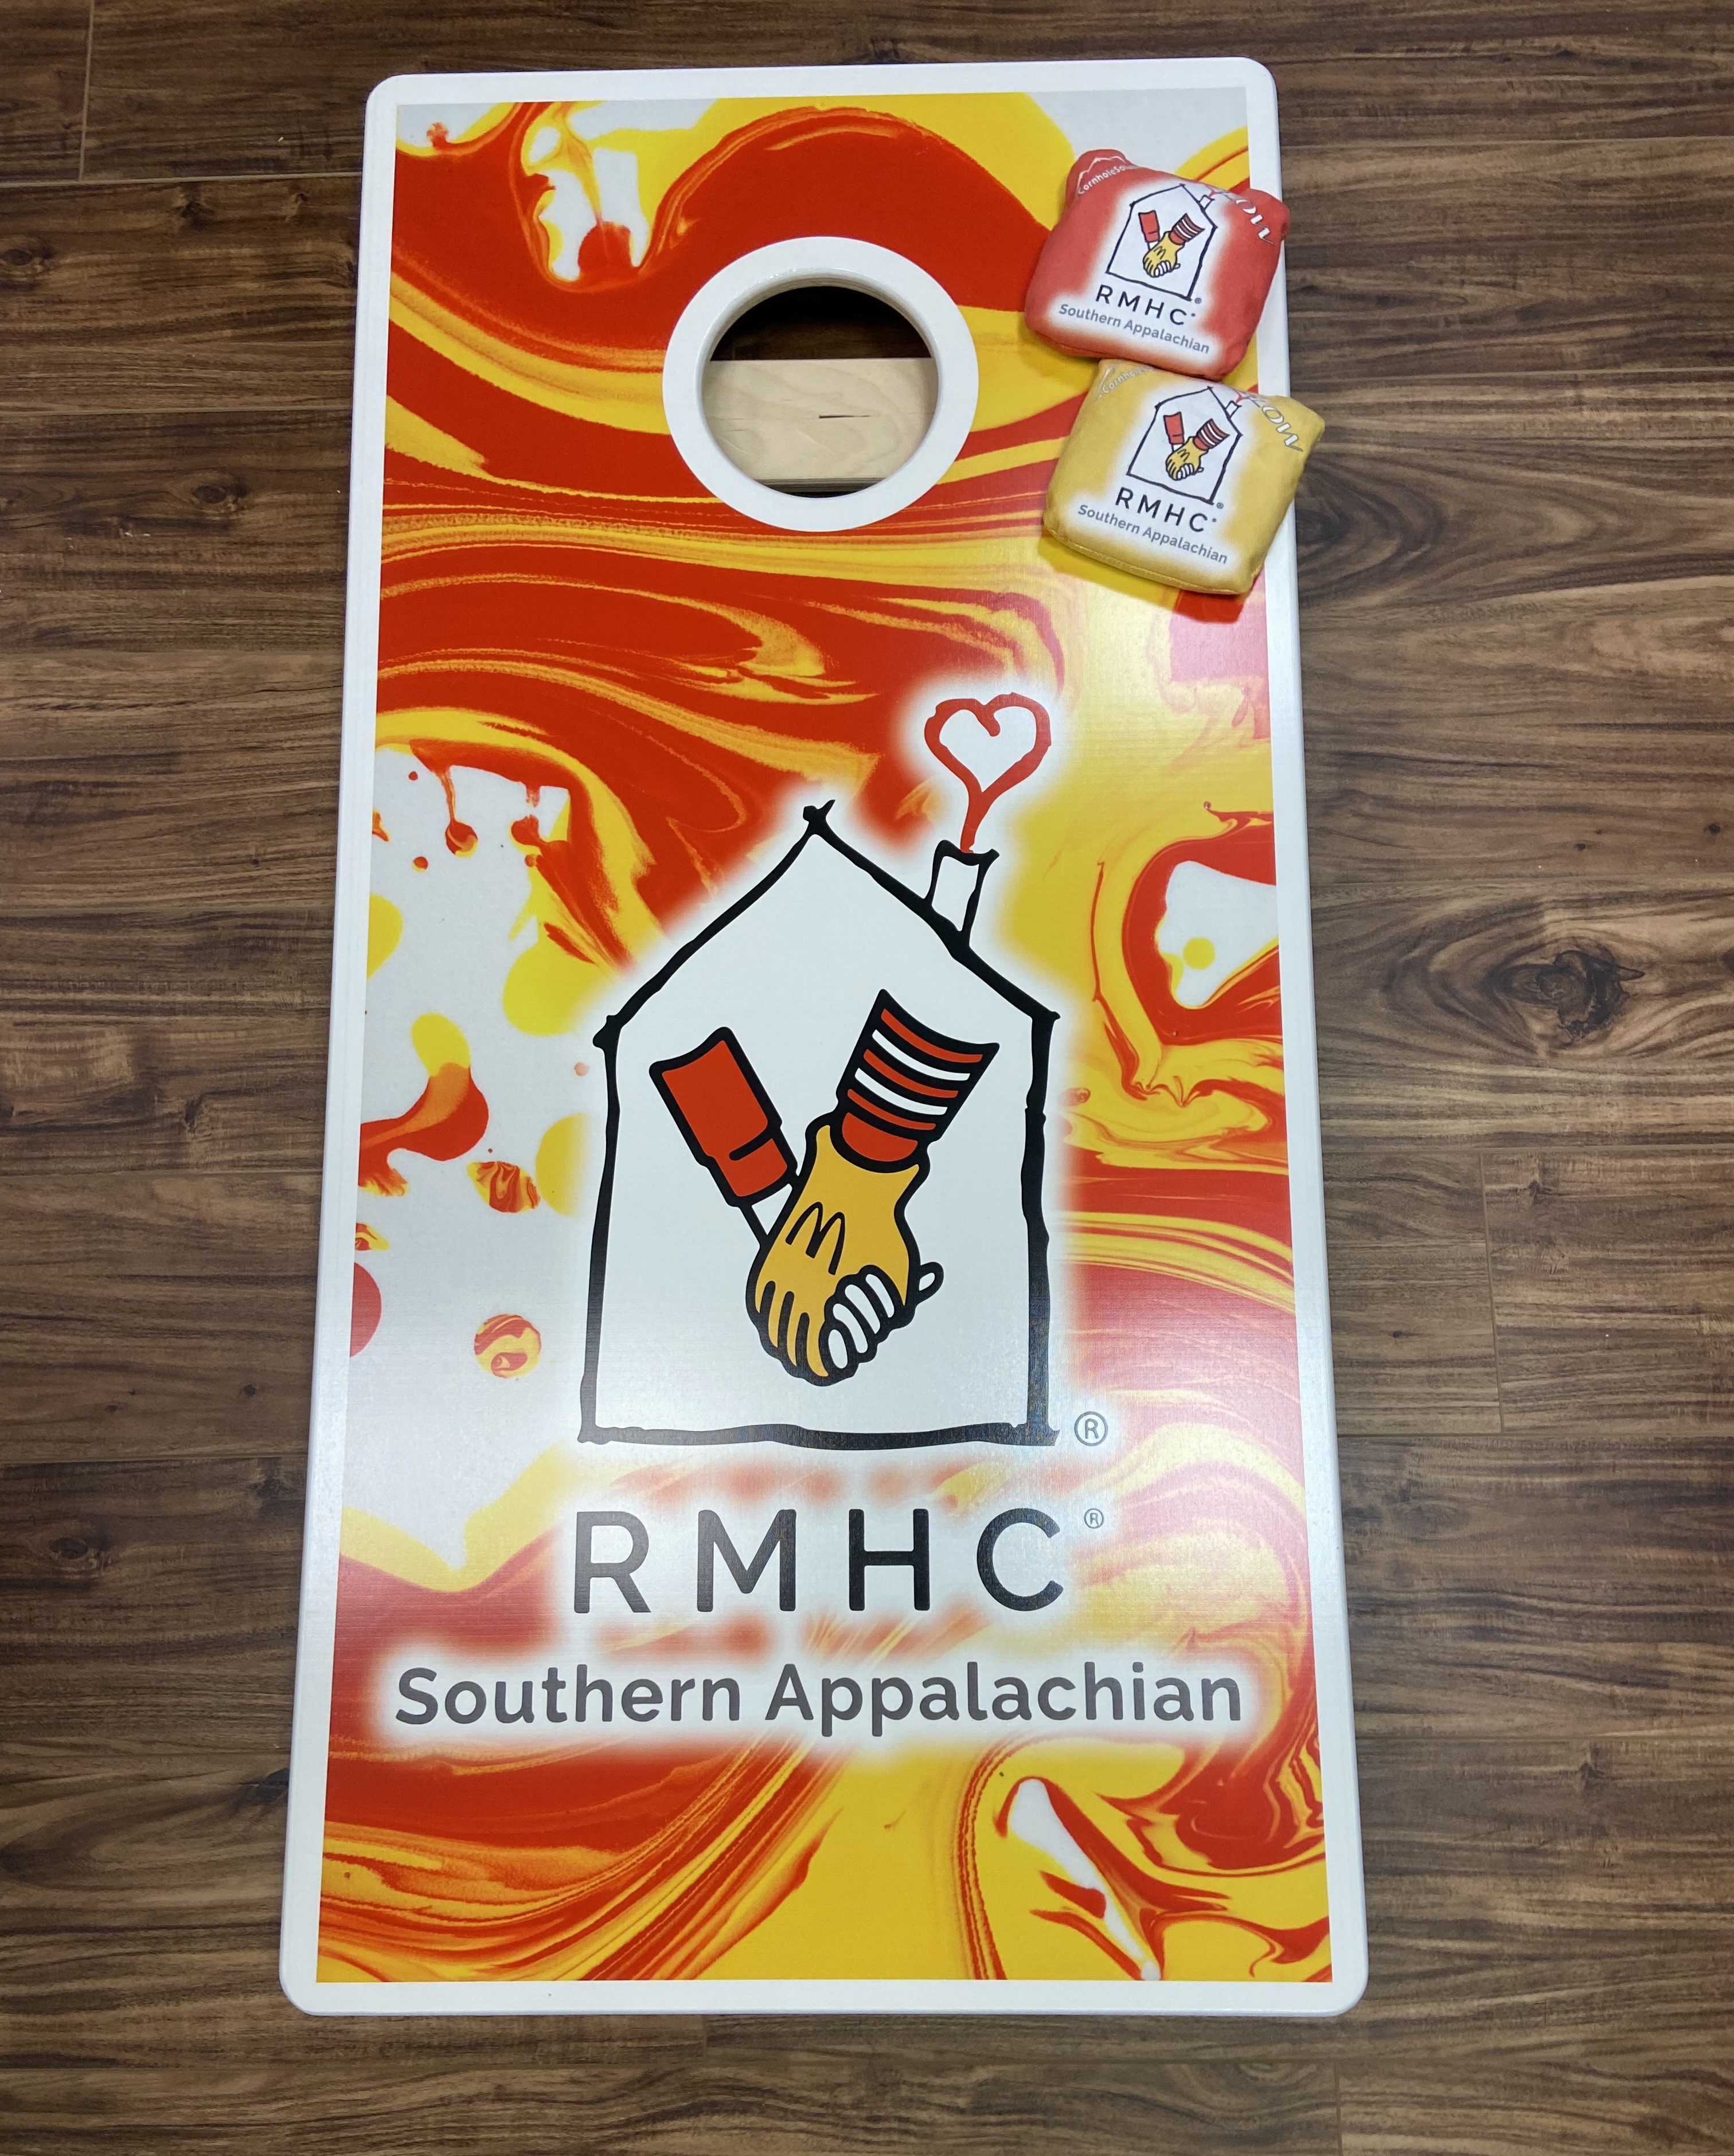 RMHC®
Southern Appalachian
RMHC®
Southern Appalachian
M
®
RMHC®
Southern Appalachian